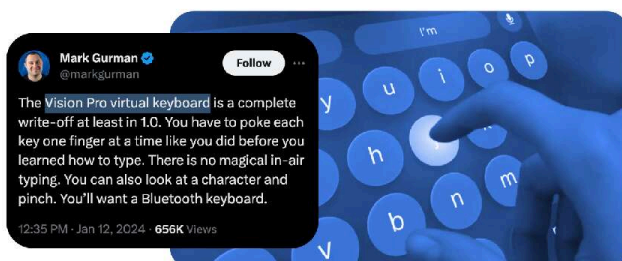 Mark Gurman
@markgurman
Follow
The Vision Pro virtual keyboard is a complete
write-off at least in 1.0. You have to poke each
key one finger at a time like you did before you
learned how to type. There is no magical in-air
typing. You can also look at a character and
pinch. You’ll want a Bluetooth keyboard.
12:35 PM · Jan 12, 2024 · 656K Views
I'm
y u i o p
h j
v b n m